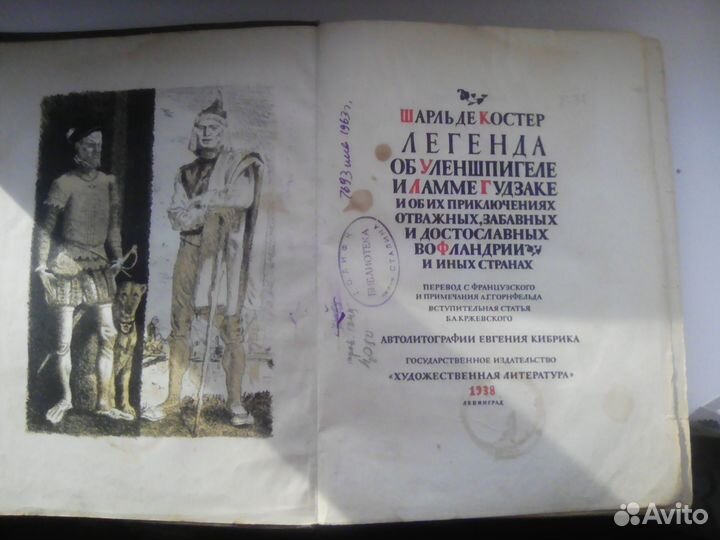 ШАРЛЬ ДЕ КОСТЕР
ЛЕГЕНДА
ОБ УЛЕНШПИГЕЛЕ
И ЛАММЕ ГУДЗАКЕ
И ОБ ИХ ПРИКЛЮЧЕНИЯХ
ОТВАЖНЫХ, ЗАБАВНЫХ
И ДОСТОСЛАВНЫХ
ВО ФЛАНДРИИ
И ИНЫХ СТРАНАХ
ПЕРЕВОД С ФРАНЦУЗСКОГО
И ПРИМЕЧАНИЯ А.Г. ГОРНФЕЛЬДА
ВСТУПИТЕЛЬНАЯ СТАТЬЯ
Б.А. КРЖЕВСКОГО
АВТОЛИТОГРАФИИ ЕВГЕНИЯ КИБРИКА
ГОСУДАРСТВЕННОЕ ИЗДАТЕЛЬСТВО
«ХУДОЖЕСТВЕННАЯ ЛИТЕРАТУРА»
1938
ЛЕНИНГРАД
1963 г.
БИБЛИОТЕКА
Avito